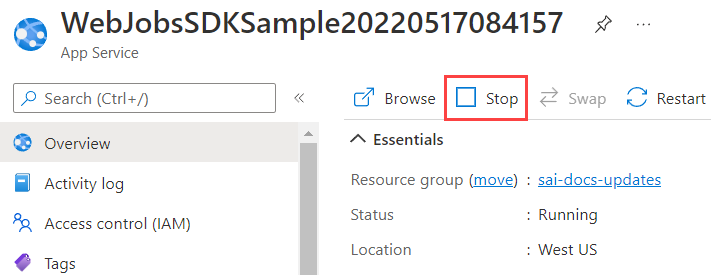 WebJobsSDKSample20220517084157
App Service
Search (Ctrl+/)
Overview
Activity log
Access control (IAM)
Tags
Browse Stop Swap Restart
Essentials
Resource group (move) : sai-docs-updates
Status : Running
Location : West US